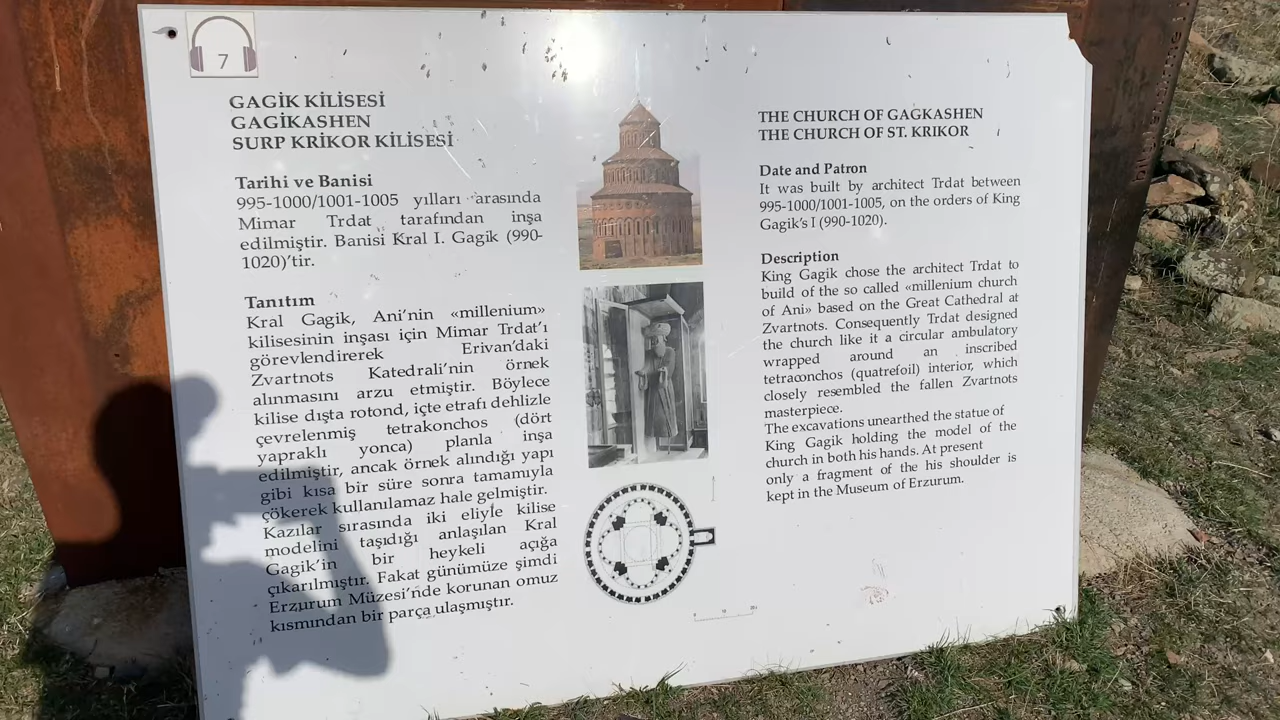 7
GAGİK KİLİSESİ
GAGİKASHEN
SURP KRİKOR KİLİSESİ
Tarihi ve Banisi
995-1000/1001-1005 yılları arasında
Mimar Trdat tarafından inşa
edilmiştir. Banisi Kral I. Gagik (990-
1020)'tir.
Tanıtım
Kral Gagik, Ani'nin «millenium»
kilisesinin inşası için Mimar Trdat'ı
görevlendirerek Erivan'daki
Zvartnots Katedrali'nin örnek
alınmasını arzu etmiştir. Böylece
kilise dışta rotond, içte etrafı dehlizle
çevrelenmiş tetrakonchos (dört
yapraklı yonca) planla inşa
edilmiştir, ancak örnek alındığı yapı
gibi kısa bir süre sonra tamamıyla
çökerek kullanılamaz hale gelmiştir.
Kazılar sırasında iki eliyle kilise
modelini taşıdığı anlaşılan Kral
Gagik'in bir heykeli açığa
çıkarılmıştır. Fakat günümüze şimdi
Erzurum Müzesi'nde korunan omuz
kısmından bir parça ulaşmıştır.
THE CHURCH OF GAGKASHEN
THE CHURCH OF ST. KRIKOR
Date and Patron
It was built by architect Trdat between
995-1000/1001-1005, on the orders of King
Gagik's I (990-1020).
Description
King Gagik chose the architect Trdat to
build of the so called «millenium church
of Ani» based on the Great Cathedral at
Zvartnots. Consequently Trdat designed
the church like it a circular ambulatory
wrapped around an inscribed
tetraconchos (quatrefoil) interior, which
closely resembled the fallen Zvartnots
masterpiece.
The excavations unearthed the statue of
King Gagik holding the model of the
church in both his hands. At present
only a fragment of the his shoulder is
kept in the Museum of Erzurum.